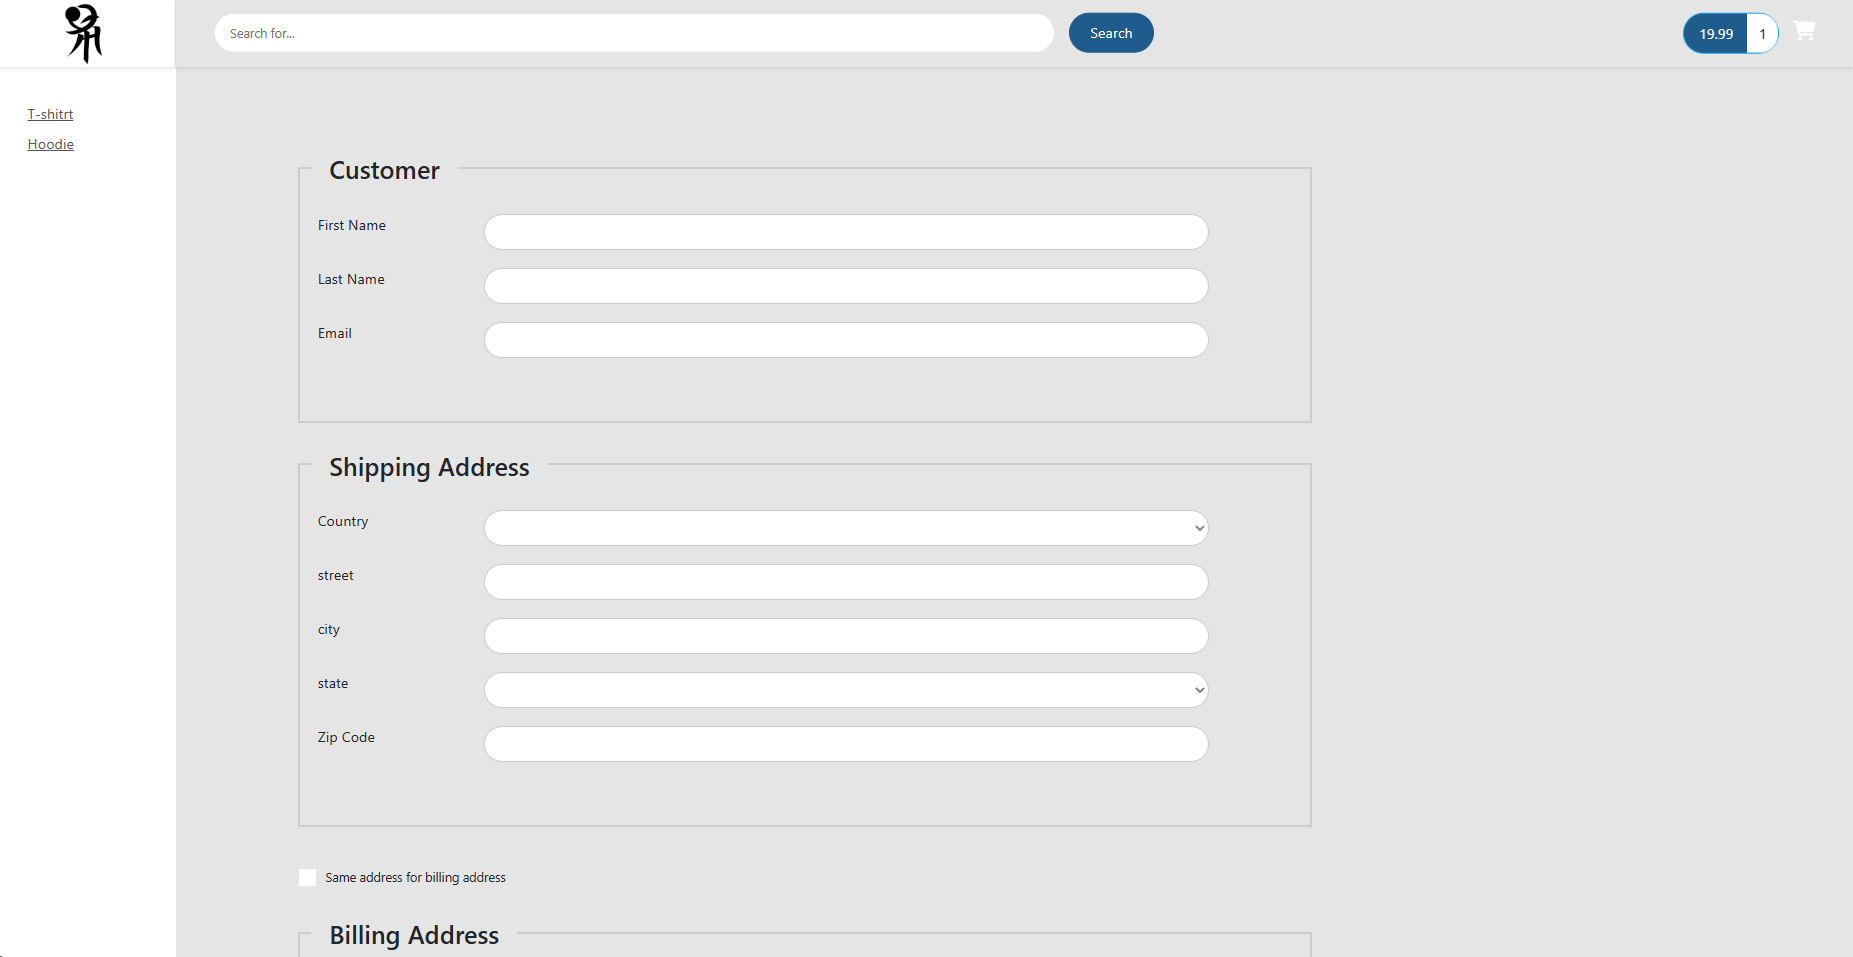 Search for...
Search
19.99
1
T-shitrt
Hoodie
Customer
First Name
Last Name
Email
Shipping Address
Country
street
city
state
Zip Code
Same address for billing address
Billing Address